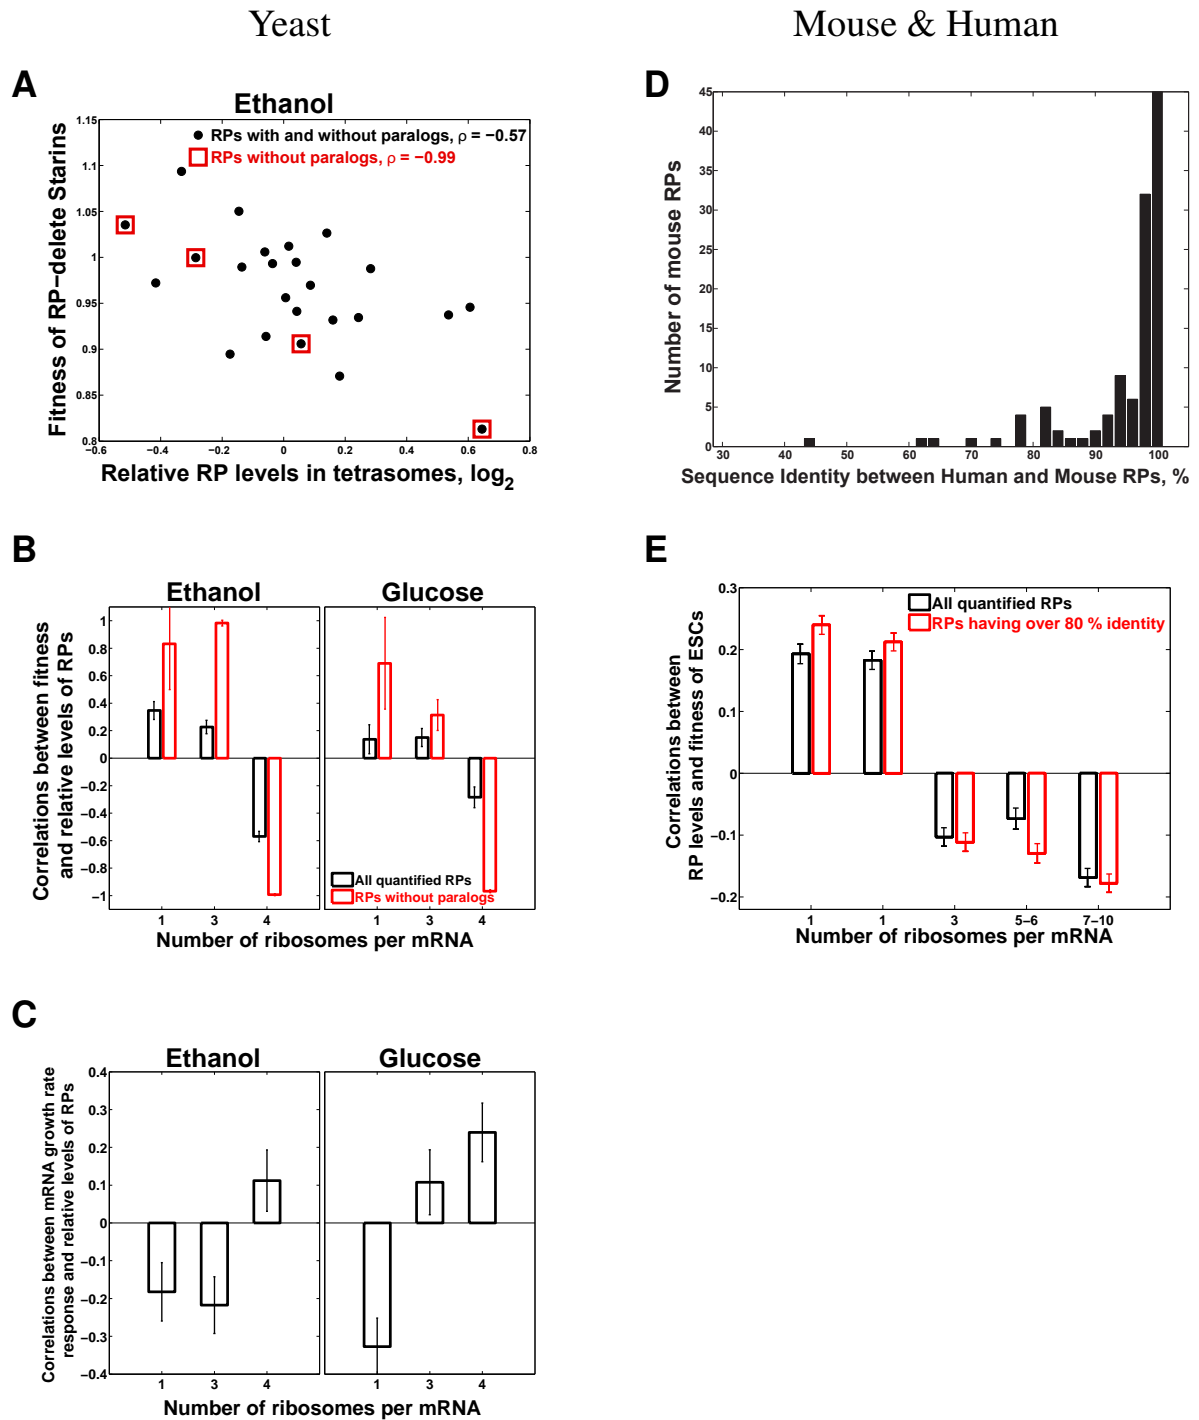 Yeast
Mouse & Human
A
Ethanol
Fitness of RP-delete Starins
1.15
1.1
1.05
1
0.95
0.9
0.85
0.8
RPs with and without paralogs, ρ = −0.57
RPs without paralogs, ρ = −0.99
−0.6 −0.4 −0.2 0 0.2 0.4 0.6 0.8
Relative RP levels in tetrasomes, log2
D
Number of mouse RPs
45
40
35
30
25
20
15
10
5
0
30 40 50 60 70 80 90 100
Sequence Identity between Human and Mouse RPs, %
B
Ethanol
Glucose
Correlations between fitness
and relative levels of RPs
1
0.8
0.6
0.4
0.2
0
−0.2
−0.4
−0.6
−0.8
−1
All quantified RPs
RPs without paralogs
1 3 4
1 3 4
Number of ribosomes per mRNA
E
Correlations between
RP levels and fitness of ESCs
0.3
0.2
0.1
0
−0.1
−0.2
All quantified RPs
RPs having over 80 % identity
1 1 3 5−6 7−10
Number of ribosomes per mRNA
C
Ethanol
Glucose
Correlations between mRNA growth rate
response and relative levels of RPs
0.4
0.3
0.2
0.1
0
−0.1
−0.2
−0.3
−0.4
1 3 4
1 3 4
Number of ribosomes per mRNA